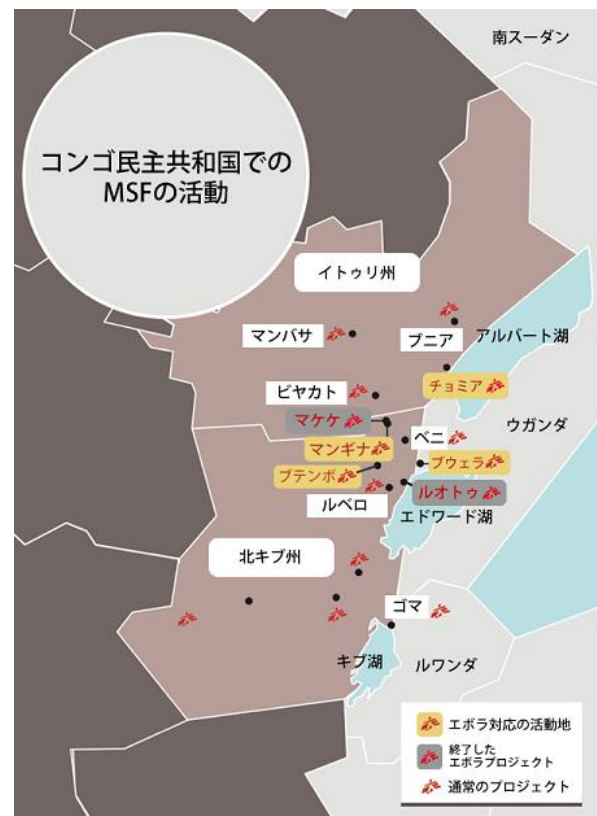 南スーダン
コンゴ民主共和国での
MSFの活動
イトゥリ州
マンバサ
ブニア
アルバート湖
チョミア
ビヤカト
マケケ
ウガンダ
ベニ
マンギナ
ブウェラ
ブテンボ
ルオトゥ
ルベロ
エドワード湖
北キブ州
ゴマ
キブ湖
ルワンダ
エボラ対応の活動地
終了した
エボラプロジェクト
通常のプロジェクト